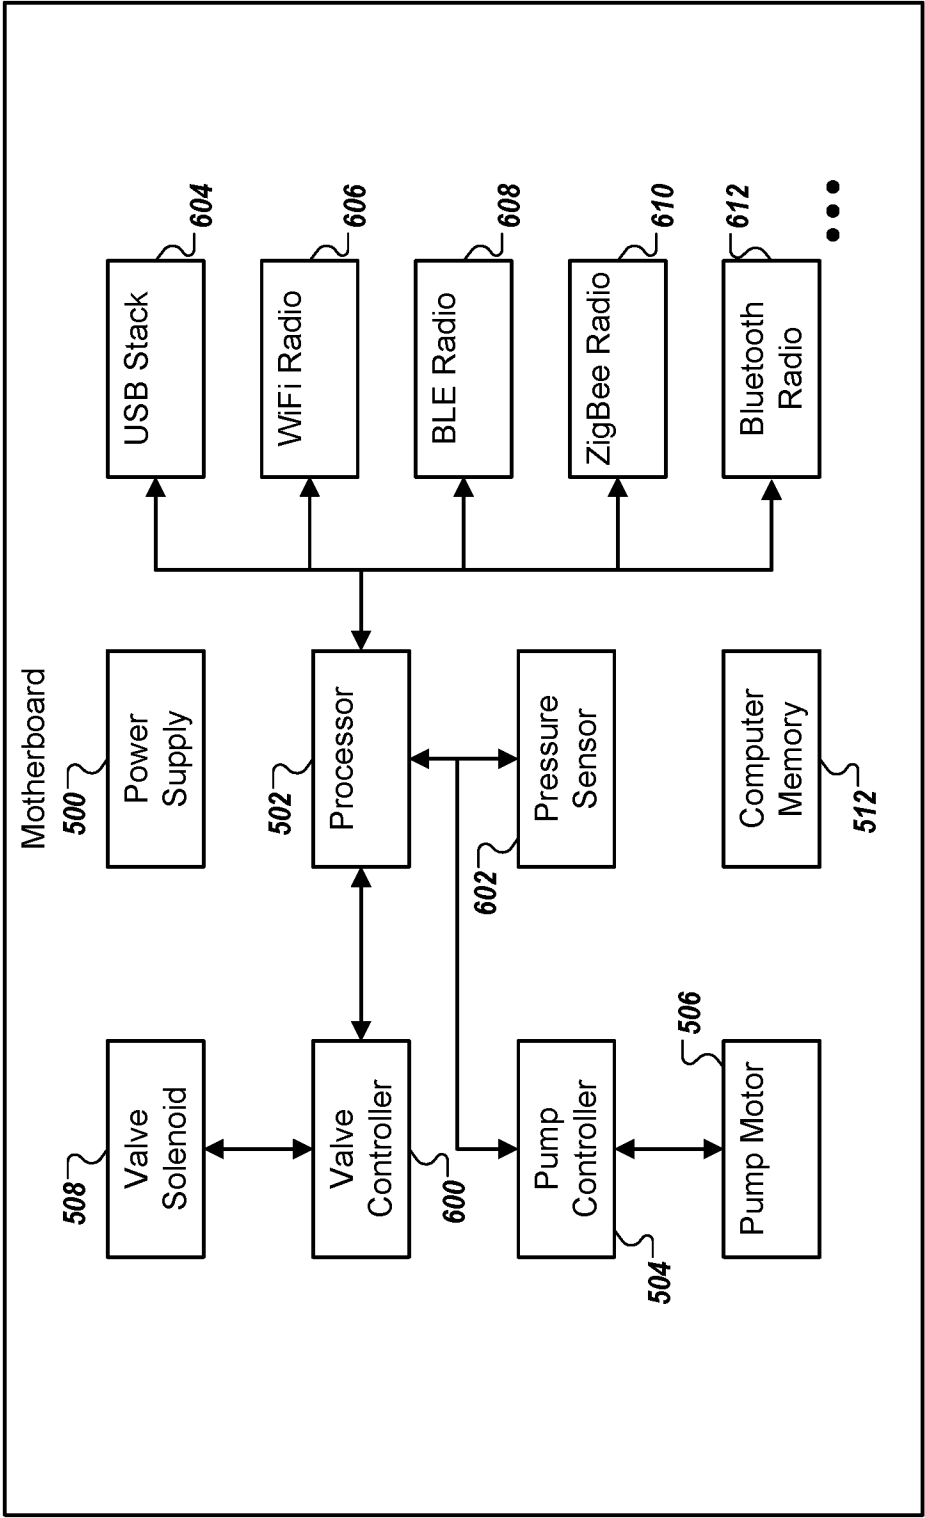 Motherboard
508
Valve
Solenoid
500
Power
Supply
USB Stack
604
Valve
Controller
600
502
Processor
WiFi Radio
606
Pump
Controller
504
602
Pressure
Sensor
BLE Radio
608
ZigBee Radio
610
506
Pump Motor
Computer
Memory
512
Bluetooth
Radio
612